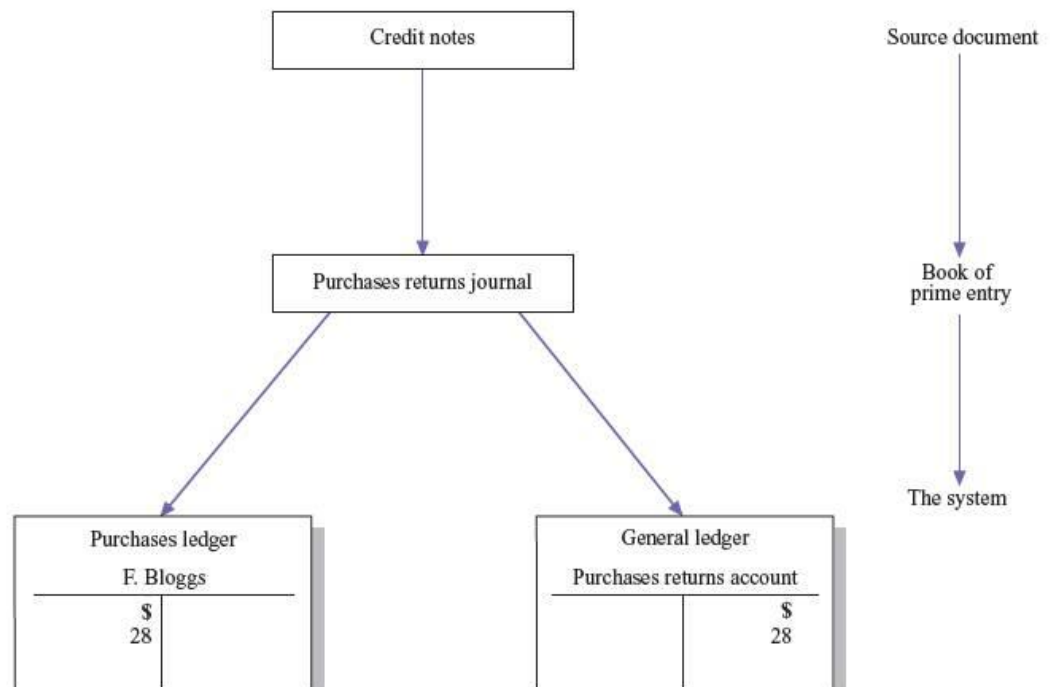 Credit notes
Source document
Purchases returns journal
Book of
prime entry
The system
Purchases ledger
F. Bloggs
$
28
General ledger
Purchases returns account
$
28